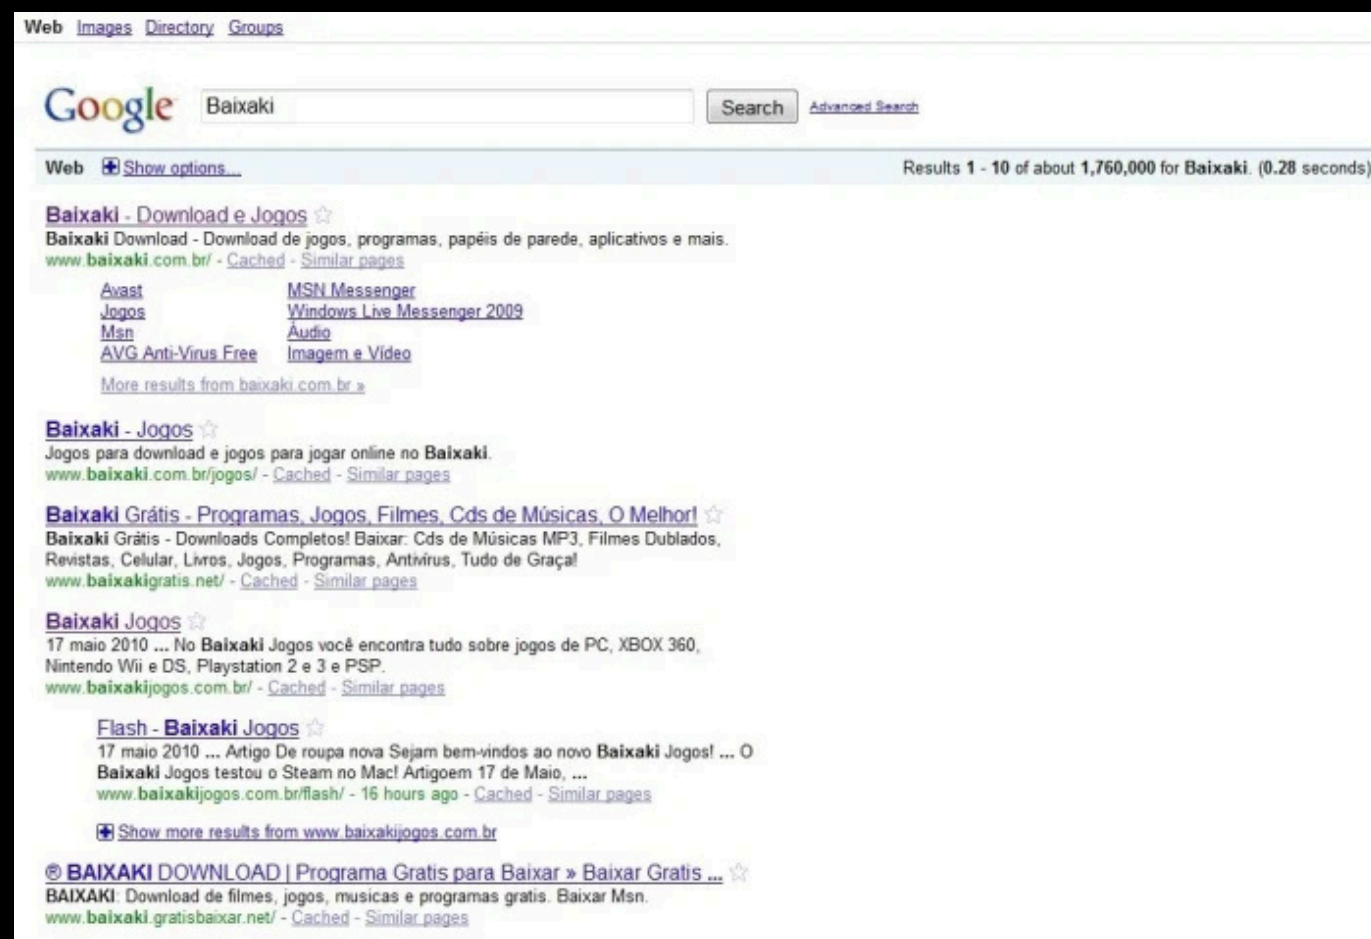 Web Images Directory Groups
Google Baixaki Search Advanced Search
Web Show options... Results 1 - 10 of about 1,760,000 for Baixaki. (0.28 seconds)
Baixaki - Download e Jogos
Baixaki Download - Download de jogos, programas, papéis de parede, aplicativos e mais.
www.baixaki.com.br/ - Cached - Similar pages
Avast MSN Messenger
Jogos Windows Live Messenger 2009
Msn Áudio
AVG Anti-Virus Free Imagem e Vídeo
More results from baixaki.com.br »
Baixaki - Jogos
Jogos para download e jogos para jogar online no Baixaki.
www.baixaki.com.br/jogos/ - Cached - Similar pages
Baixaki Grátis - Programas, Jogos, Filmes, Cds de Músicas, O Melhor!
Baixaki Grátis - Downloads Completos! Baixar: Cds de Músicas MP3, Filmes Dublados,
Revistas, Celular, Livros, Jogos, Programas, Antivírus, Tudo de Graça!
www.baixakigratis.net/ - Cached - Similar pages
Baixaki Jogos
17 maio 2010 ... No Baixaki Jogos você encontra tudo sobre jogos de PC, XBOX 360,
Nintendo Wii e DS, Playstation 2 e 3 e PSP.
www.baixakijogos.com.br/ - Cached - Similar pages
Flash - Baixaki Jogos
17 maio 2010 ... Artigo De roupa nova Sejam bem-vindos ao novo Baixaki Jogos! ... O
Baixaki Jogos testou o Steam no Mac! Artigoem 17 de Maio, ...
www.baixakijogos.com.br/flash/ - 16 hours ago - Cached - Similar pages
Show more results from www.baixakijogos.com.br
® BAIXAKI DOWNLOAD | Programa Gratis para Baixar » Baixar Gratis ...
BAIXAKI: Download de filmes, jogos, musicas e programas gratis. Baixar Msn.
www.baixaki.gratisbaixar.net/ - Cached - Similar pages